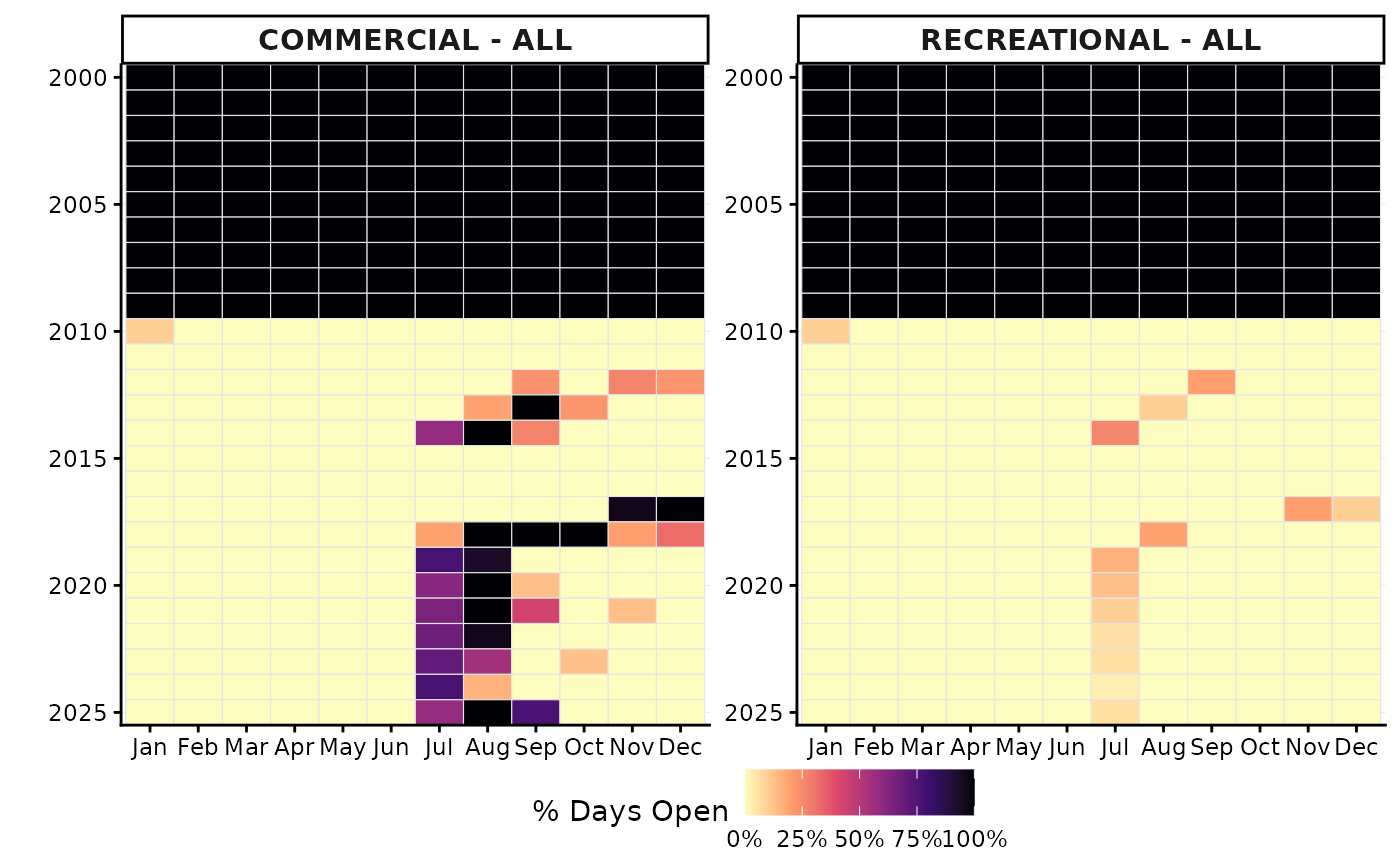 COMMERCIAL - ALL
RECREATIONAL - ALL
2000
2005
2010
2015
2020
2025
2000
2005
2010
2015
2020
2025
Jan Feb Mar Apr May Jun Jul Aug Sep Oct Nov Dec
Jan Feb Mar Apr May Jun Jul Aug Sep Oct Nov Dec
% Days Open
0% 25% 50% 75% 100%